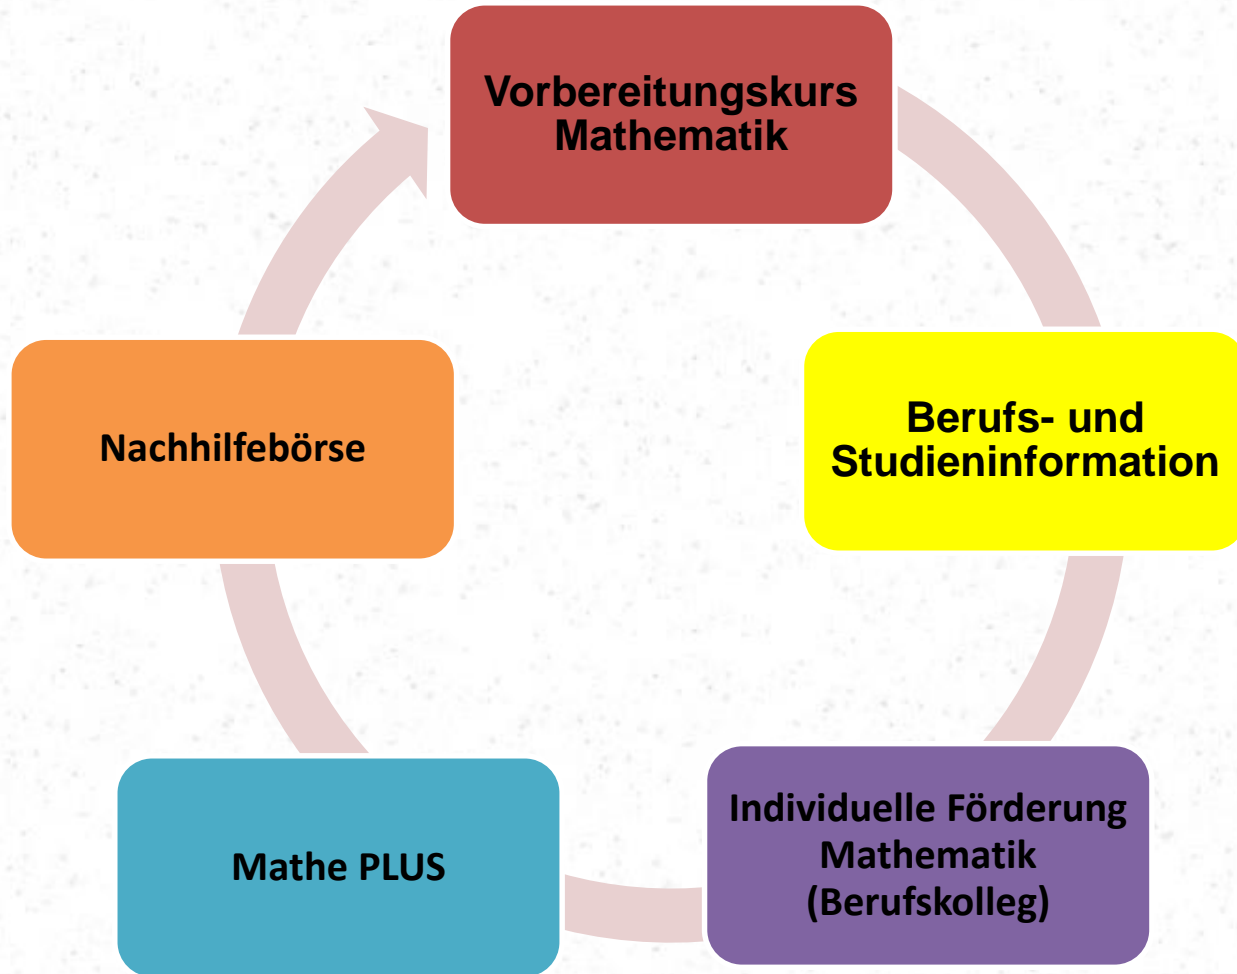 Vorbereitungskurs
Mathematik
Berufs- und
Studieninformation
Individuelle Förderung
Mathematik
(Berufskolleg)
Mathe PLUS
Nachhilfebörse